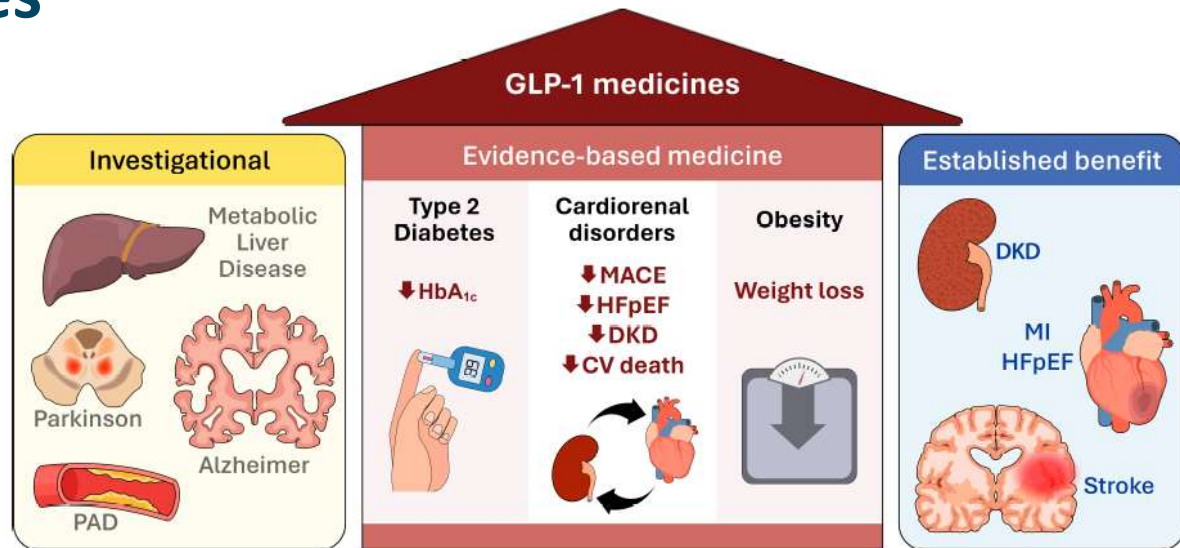 es
GLP-1 medicines
Investigational
Metabolic
Liver
Disease
Parkinson
Alzheimer
PAD
Evidence-based medicine
Type 2
Diabetes
⬇HbA1c
Cardiorenal
disorders
⬇MACE
⬇HFpEF
⬇DKD
⬇CV death
Obesity
Weight loss
Established benefit
DKD
MI
HFpEF
Stroke